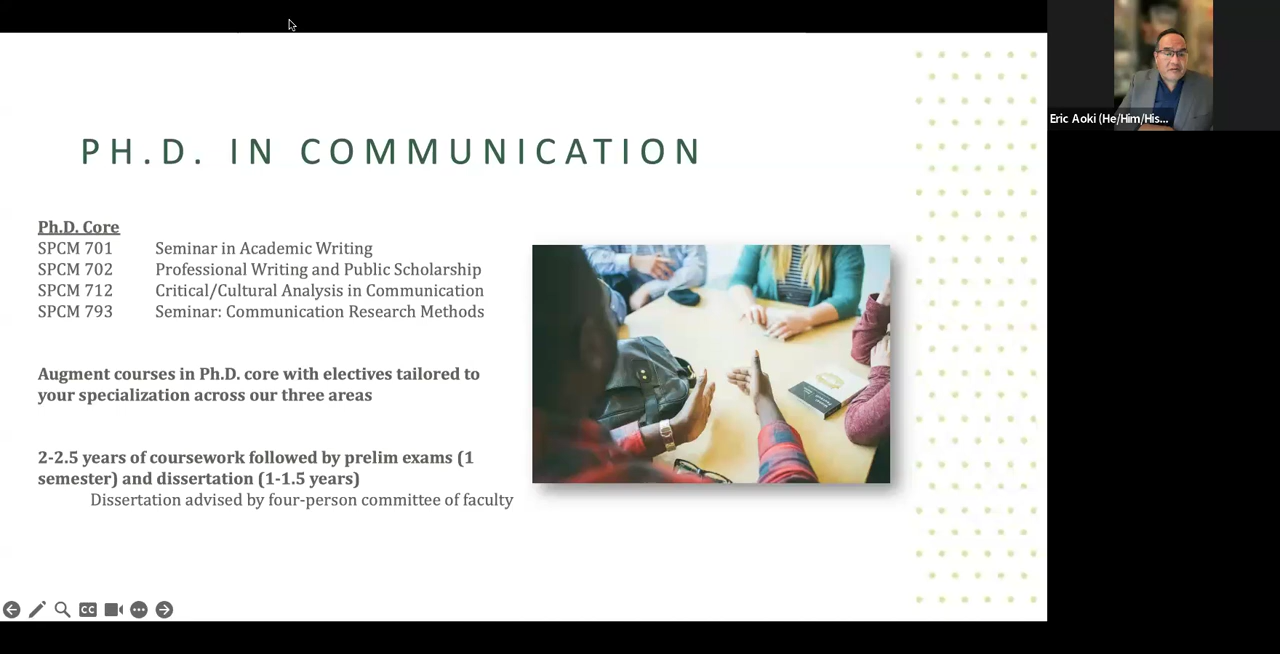 PH.D. IN COMMUNICATION
Ph.D. Core
SPCM 701 Seminar in Academic Writing
SPCM 702 Professional Writing and Public Scholarship
SPCM 712 Critical/Cultural Analysis in Communication
SPCM 793 Seminar: Communication Research Methods
Augment courses in Ph.D. core with electives tailored to
your specialization across our three areas
2-2.5 years of coursework followed by prelim exams (1
semester) and dissertation (1-1.5 years)
Dissertation advised by four-person committee of faculty
CC
Eric Aoki (He/Him/His...